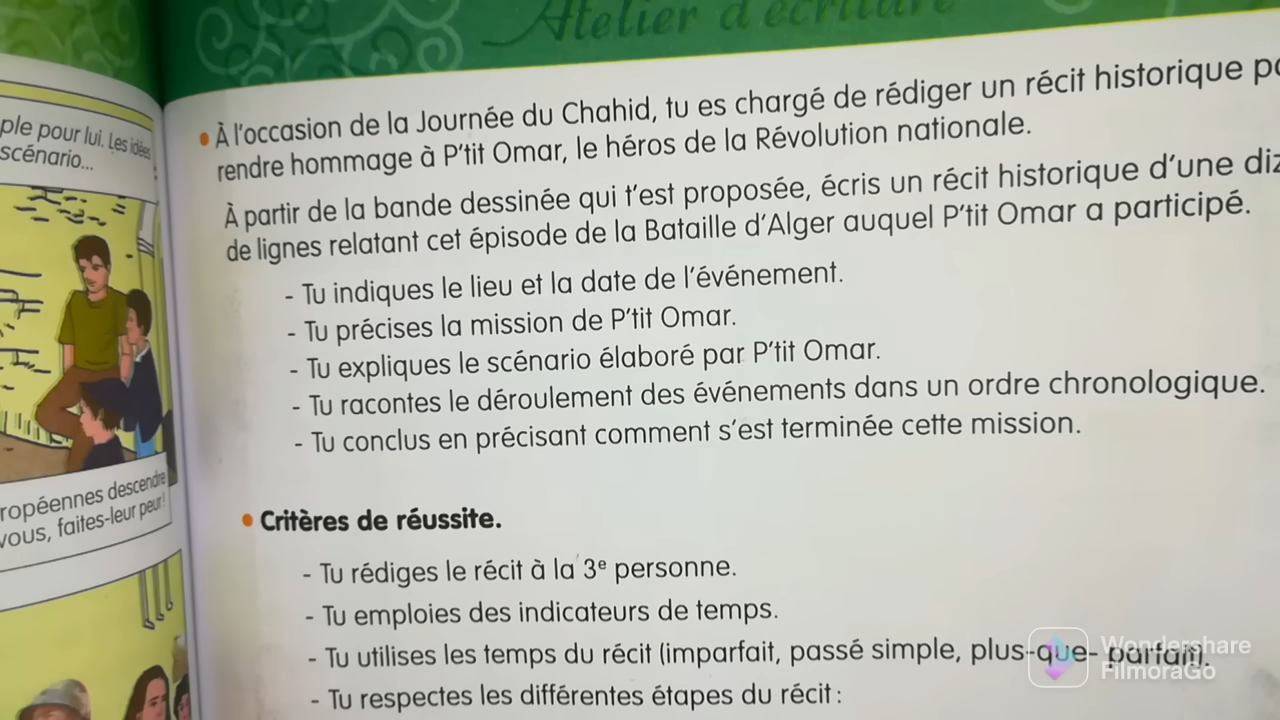 Atelier d'écriture
ple pour lui. Les idées
scénario...
ropéennes descendre
vous, faites-leur peur!
• À l'occasion de la Journée du Chahid, tu es chargé de rédiger un récit historique
rendre hommage à P'tit Omar, le héros de la Révolution nationale.
À partir de la bande dessinée qui t'est proposée, écris un récit historique d'une diz
de lignes relatant cet épisode de la Bataille d'Alger auquel P'tit Omar a participé.
- Tu indiques le lieu et la date de l'événement.
- Tu précises la mission de P'tit Omar.
- Tu expliques le scénario élaboré par P'tit Omar.
- Tu racontes le déroulement des événements dans un ordre chronologique.
- Tu conclus en précisant comment s'est terminée cette mission.
• Critères de réussite.
- Tu rédiges le récit à la 3e personne.
- Tu emploies des indicateurs de temps.
- Tu utilises les temps du récit (imparfait, passé simple, plus-que- parfait).
- Tu respectes les différentes étapes du récit :
Wondershare
FilmoraGo